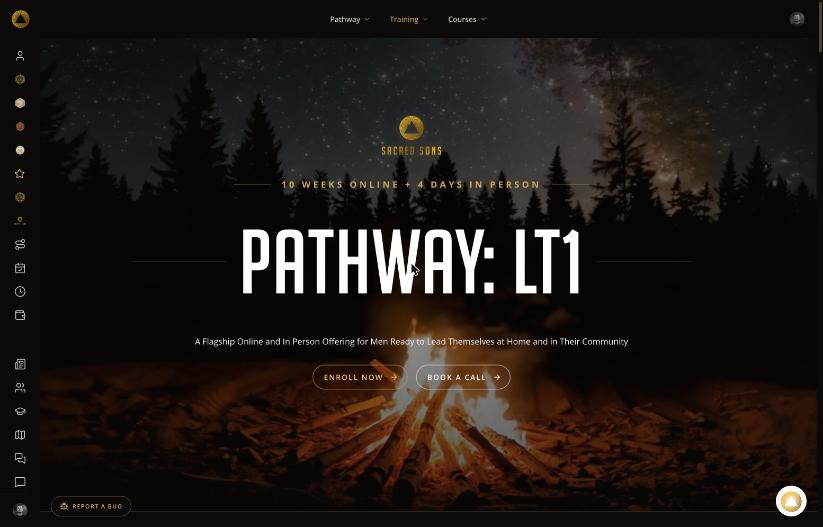 Pathway
Training
Courses
SACRED SONS
10 WEEKS ONLINE + 4 DAYS IN PERSON
PATHWAY: LT1
A Flagship Online and In Person Offering for Men Ready to Lead Themselves at Home and in Their Community
ENROLL NOW →
BOOK A CALL →
REPORT A BUG